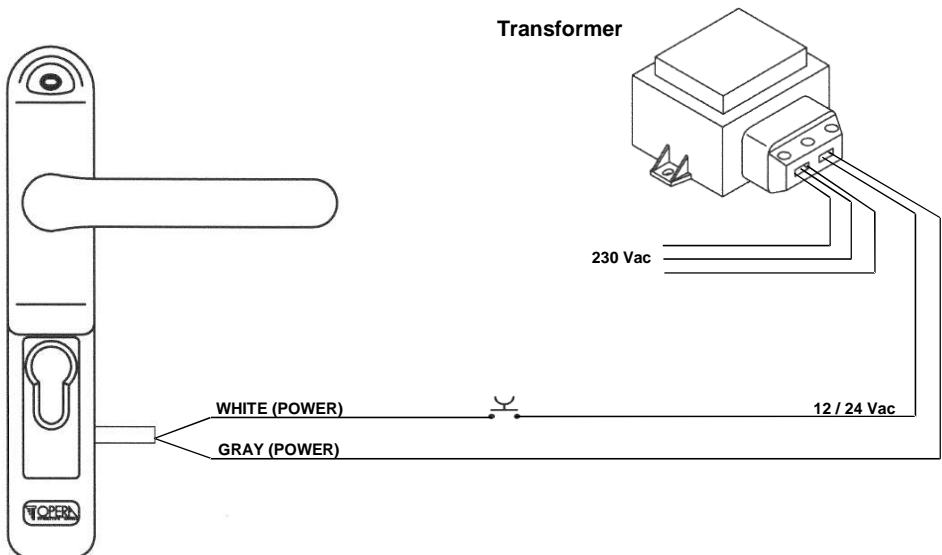 Transformer
230 Vac
WHITE (POWER)
12 / 24 Vac
GRAY (POWER)
OPERA